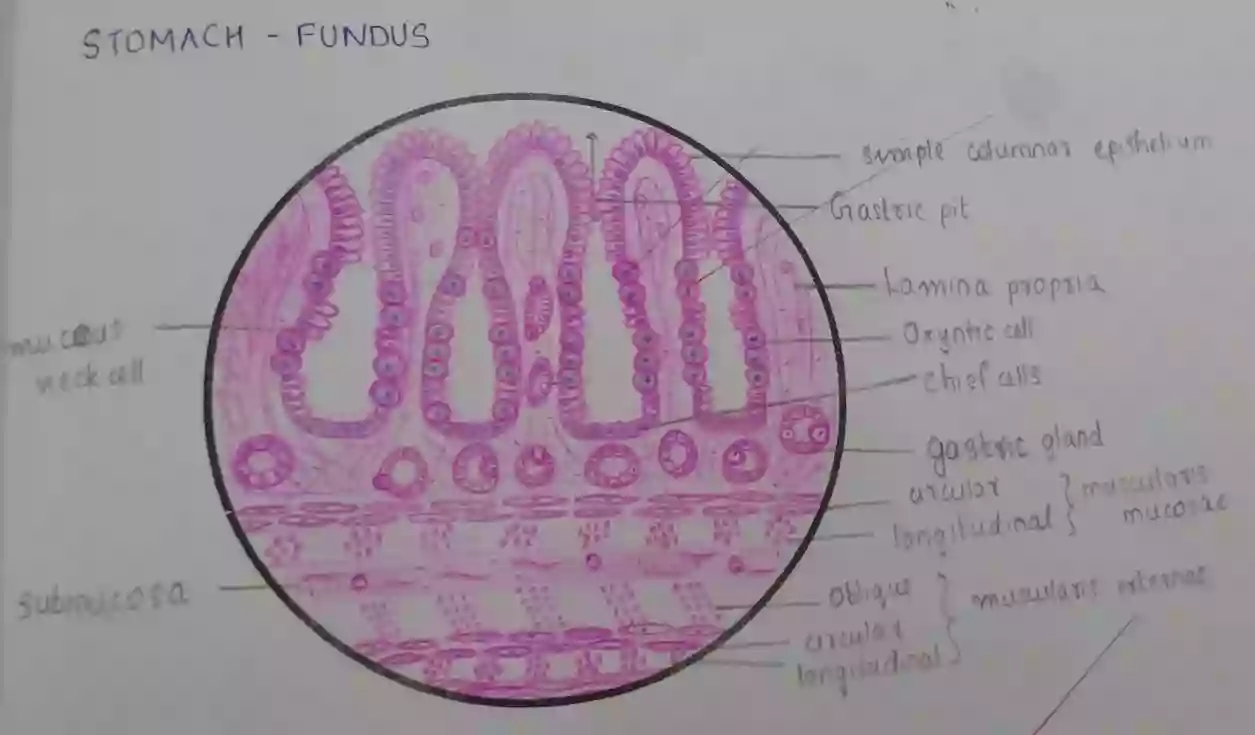 STOMACH - FUNDUS
simple columnar epithelium
Gastric pit
Lamina propria
Oxyntic cell
chief cells
gastric gland
circular
longitudinal
muscularis
mucosae
oblique
circular
longitudinal
muscularis externae
mucous
neck cell
submucosa